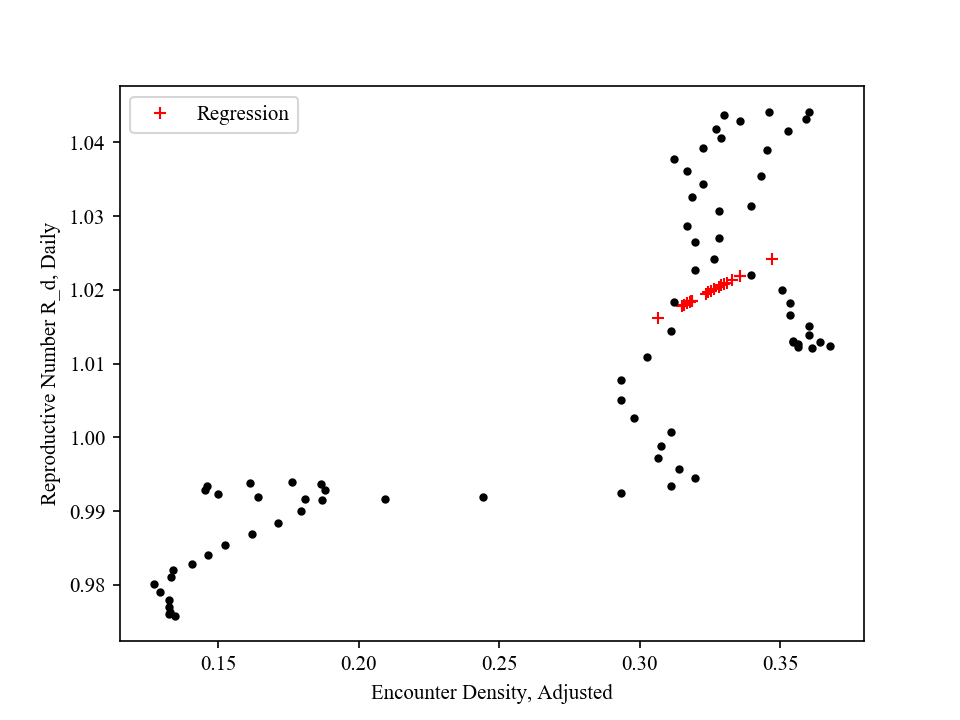 Regression
1.04
1.03
1.02
1.01
1.00
0.99
0.98
Reproductive Number R_d, Daily
0.15 0.20 0.25 0.30 0.35
Encounter Density, Adjusted